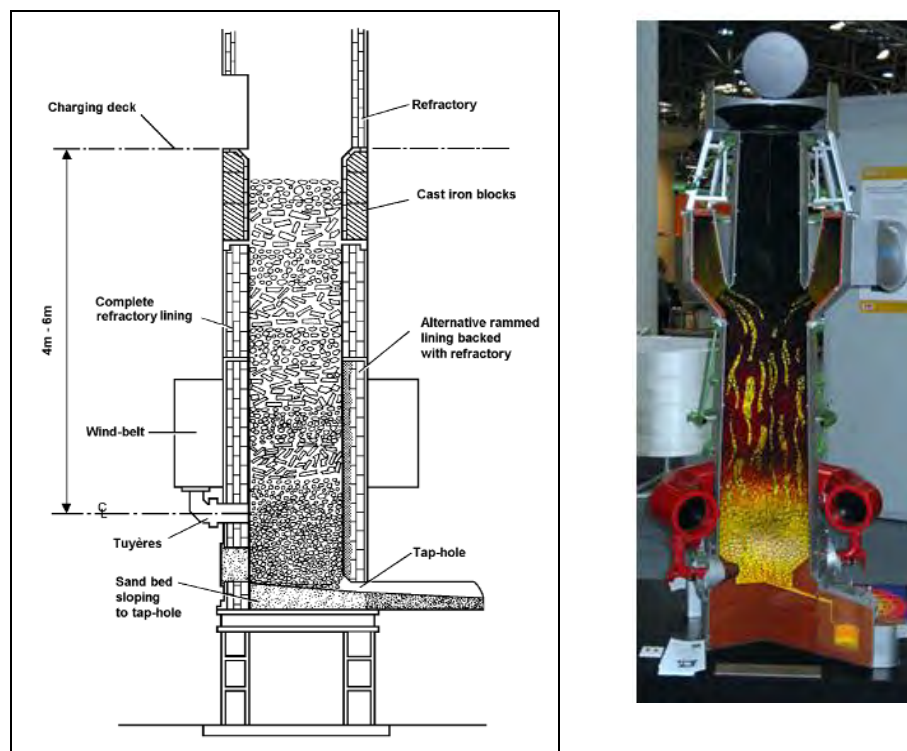 Charging deck
Refractory
Cast iron blocks
4m - 6m
Complete
refractory lining
Alternative rammed
lining backed
with refractory
Wind-belt
CL
Tuyères
Tap-hole
Sand bed
sloping
to tap-hole